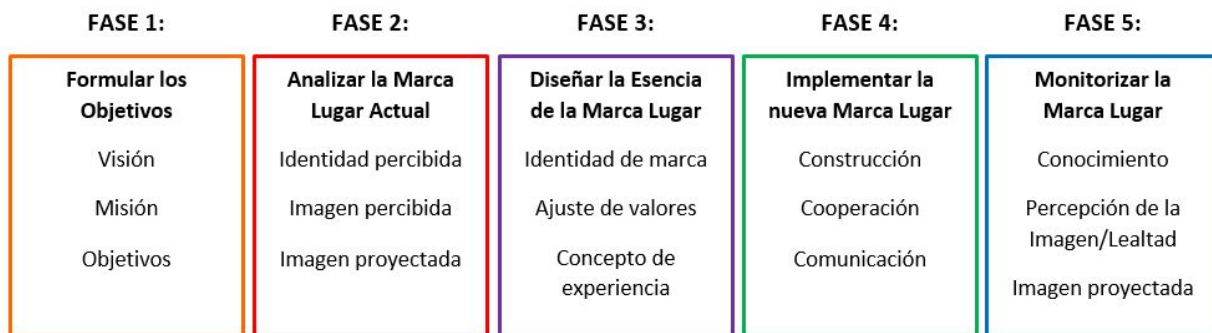 FASE 1:
Formular los
Objetivos
Visión
Misión
Objetivos
FASE 2:
Analizar la Marca
Lugar Actual
Identidad percibida
Imagen percibida
Imagen proyectada
FASE 3:
Diseñar la Esencia
de la Marca Lugar
Identidad de marca
Ajuste de valores
Concepto de
experiencia
FASE 4:
Implementar la
nueva Marca Lugar
Construcción
Cooperación
Comunicación
FASE 5:
Monitorizar la
Marca Lugar
Conocimiento
Percepción de la
Imagen/Lealtad
Imagen proyectada